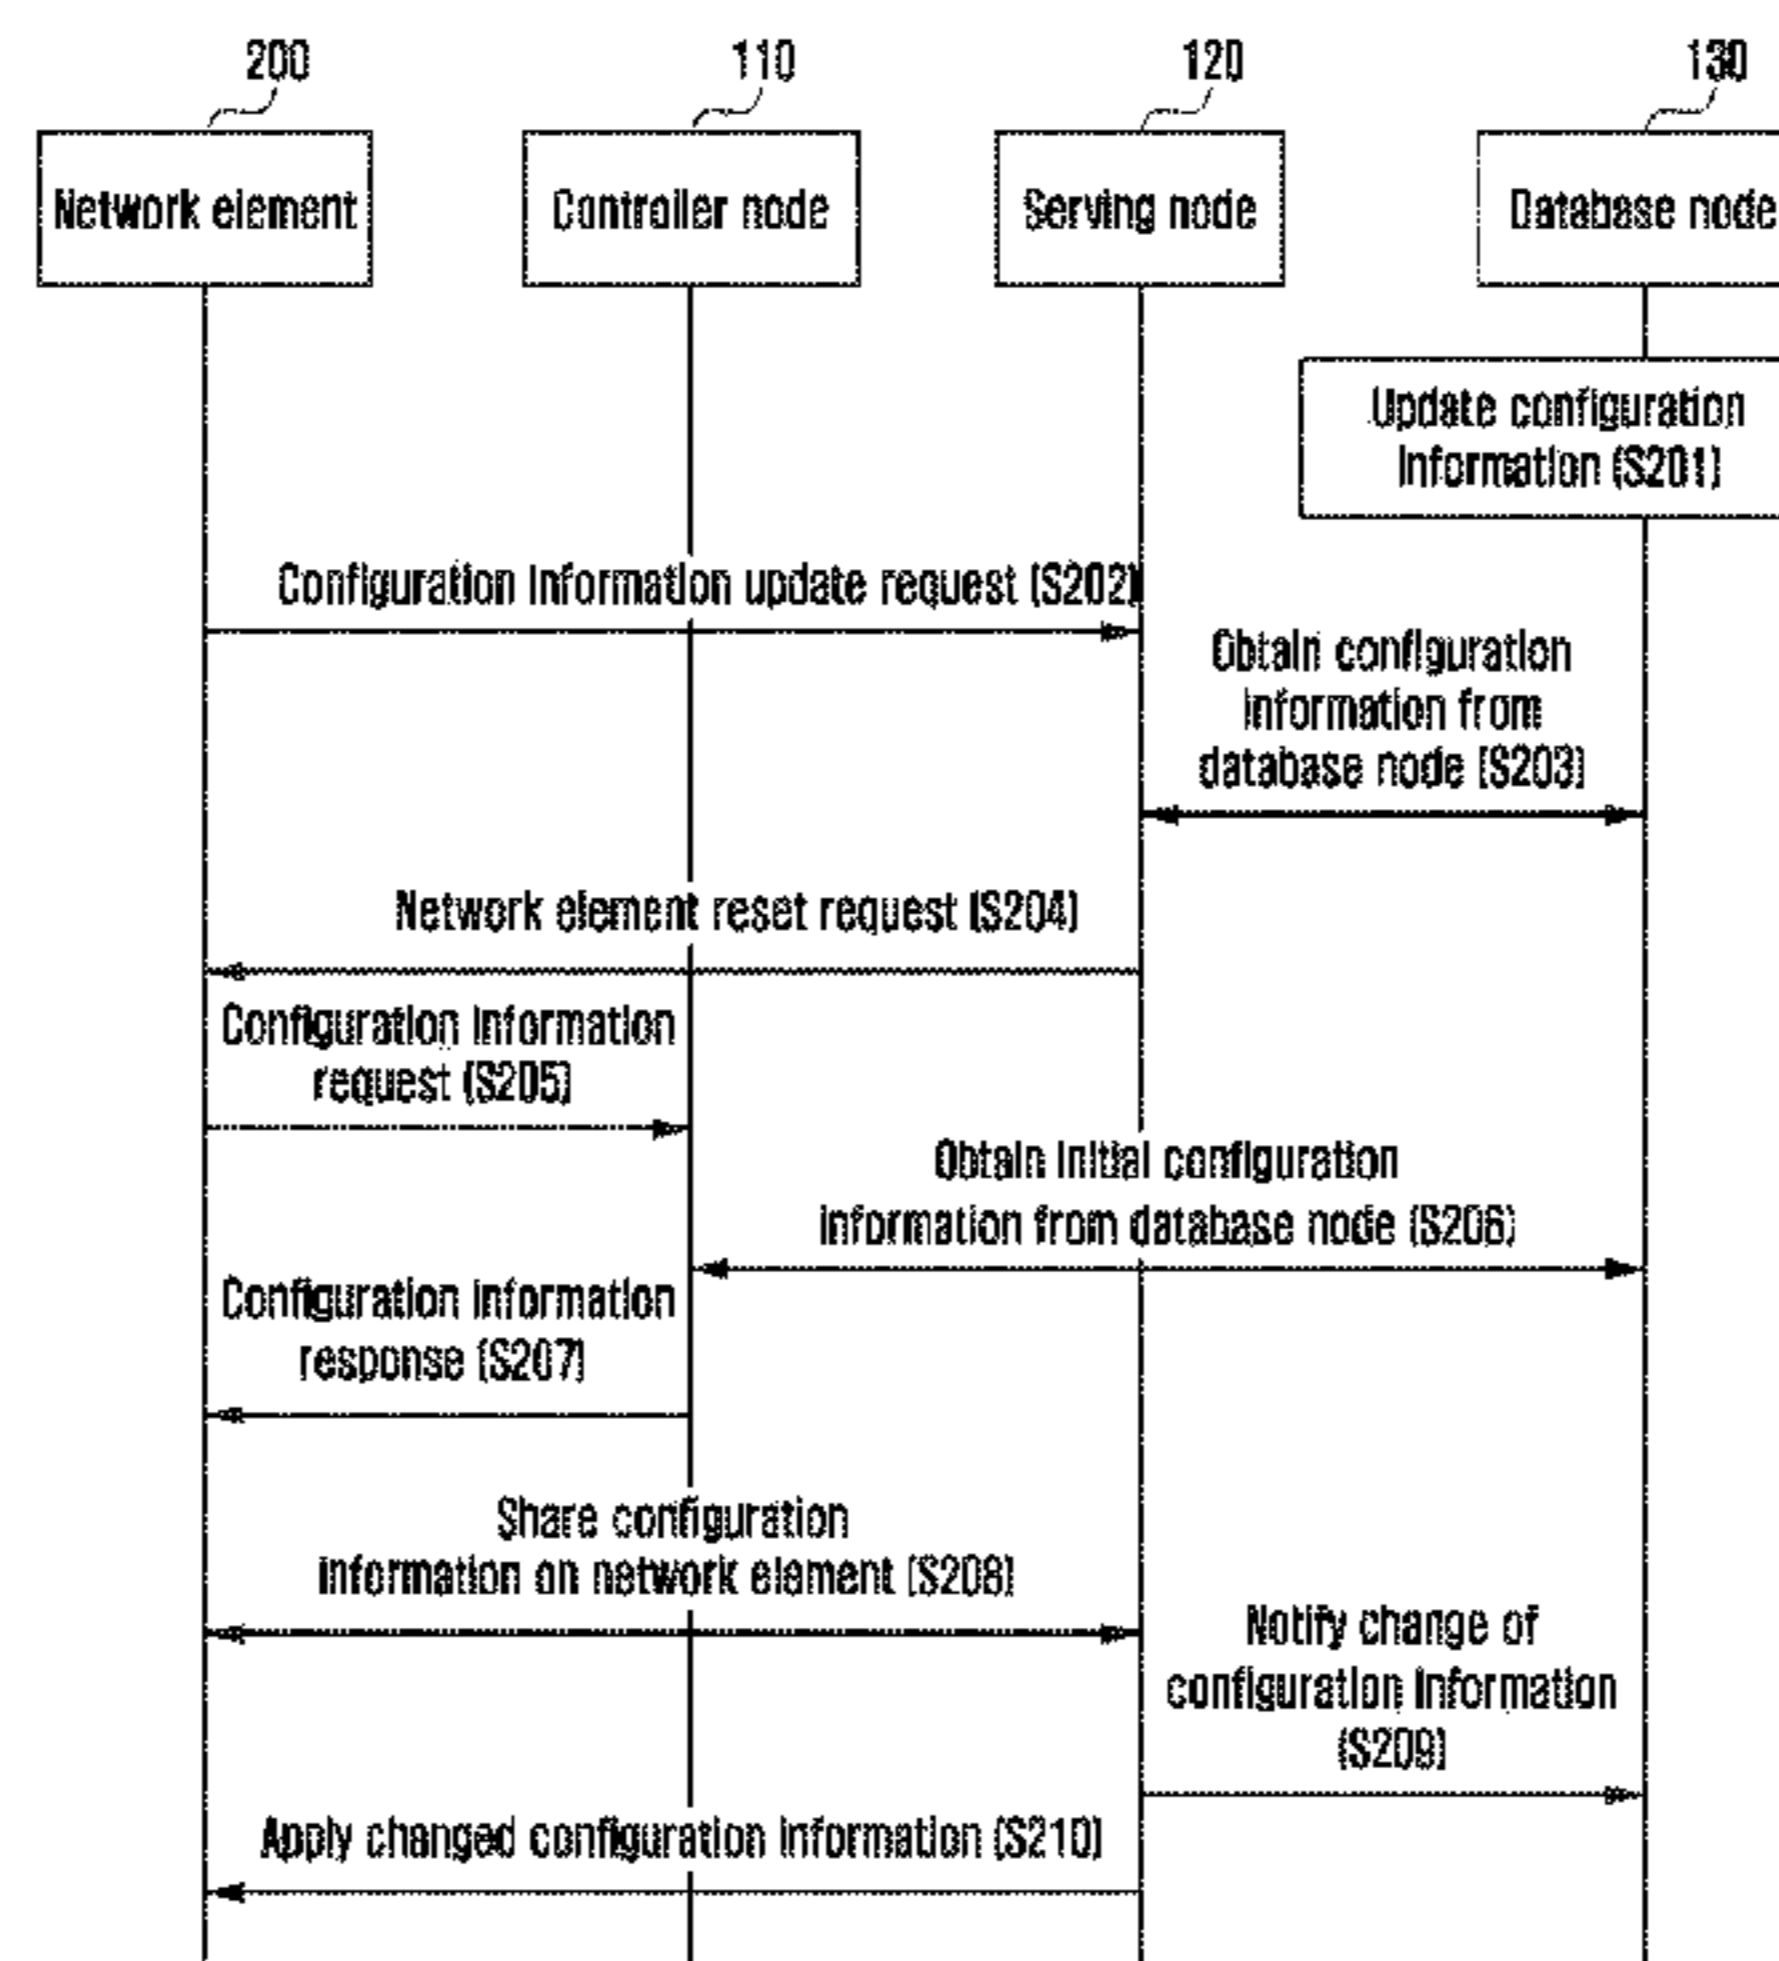 200
110
120
130
Network element
Controller node
Serving node
Database node
Update configuration
information (S201)
Configuration information update request (S202)
Obtain configuration
information from
database node (S203)
Network element reset request (S204)
Configuration information
request (S205)
Obtain initial configuration
information from database node (S206)
Configuration information
response (S207)
Share configuration
information on network element (S208)
Notify change of
configuration information
(S209)
Apply changed configuration information (S210)